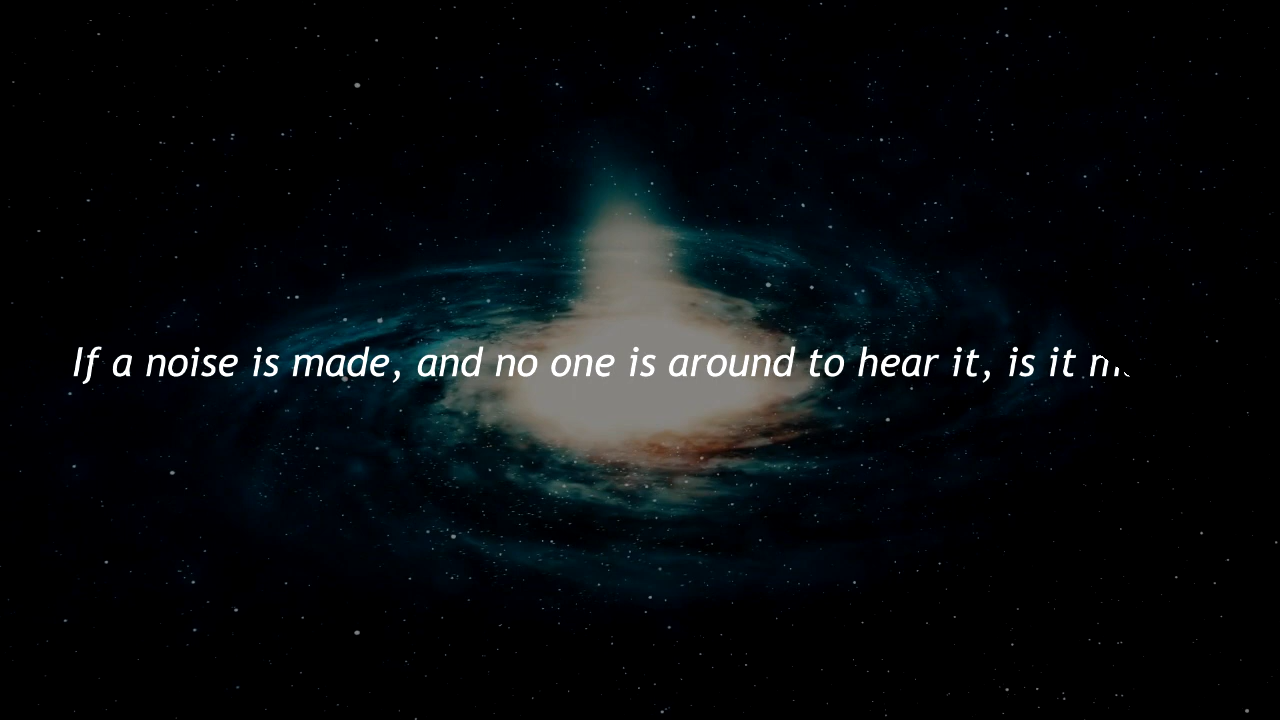 If a noise is made, and no one is around to hear it, is it